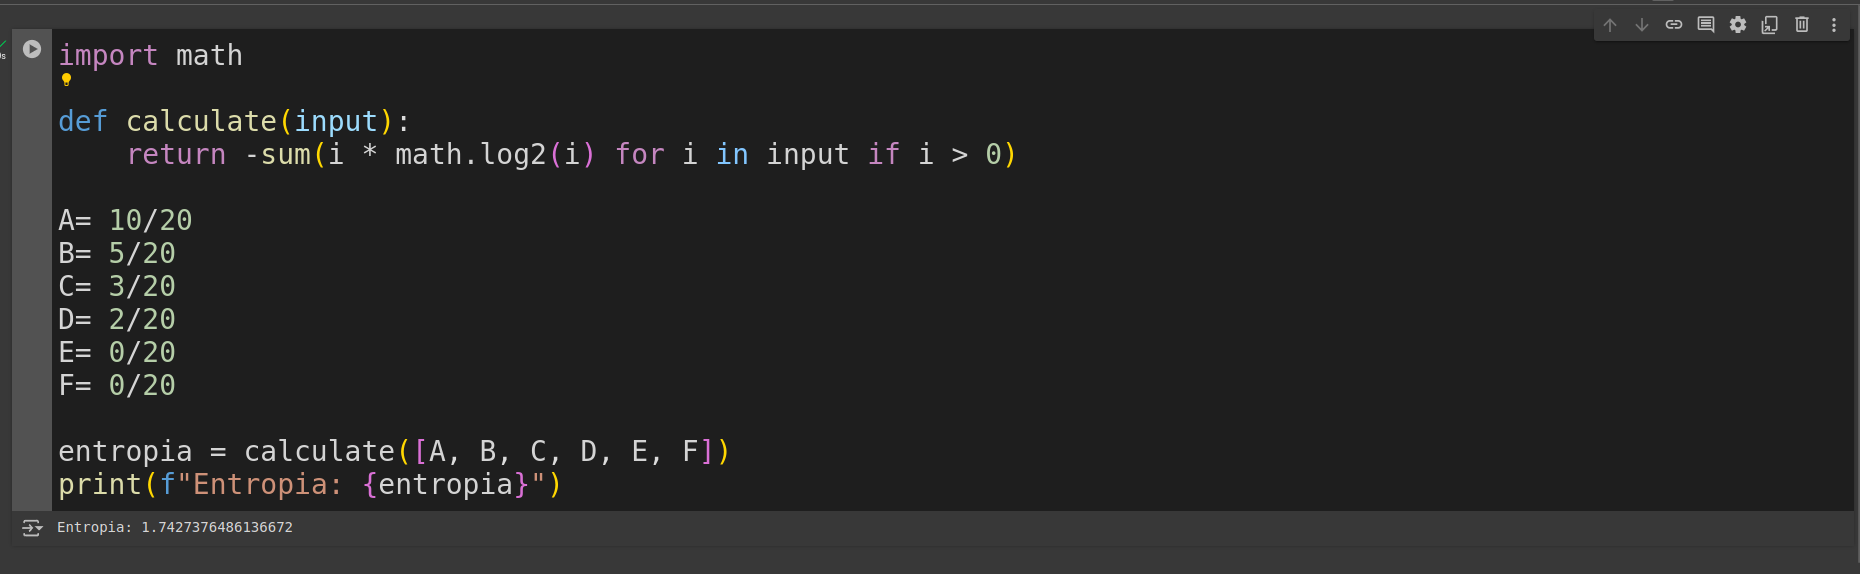 import math
def calculate(input):
return -sum(i * math.log2(i) for i in input if i > 0)
A= 10/20
B= 5/20
C= 3/20
D= 2/20
E= 0/20
F= 0/20
entropia = calculate([A, B, C, D, E, F])
print(f"Entropia: {entropia}")
Entropia: 1.7427376486136672